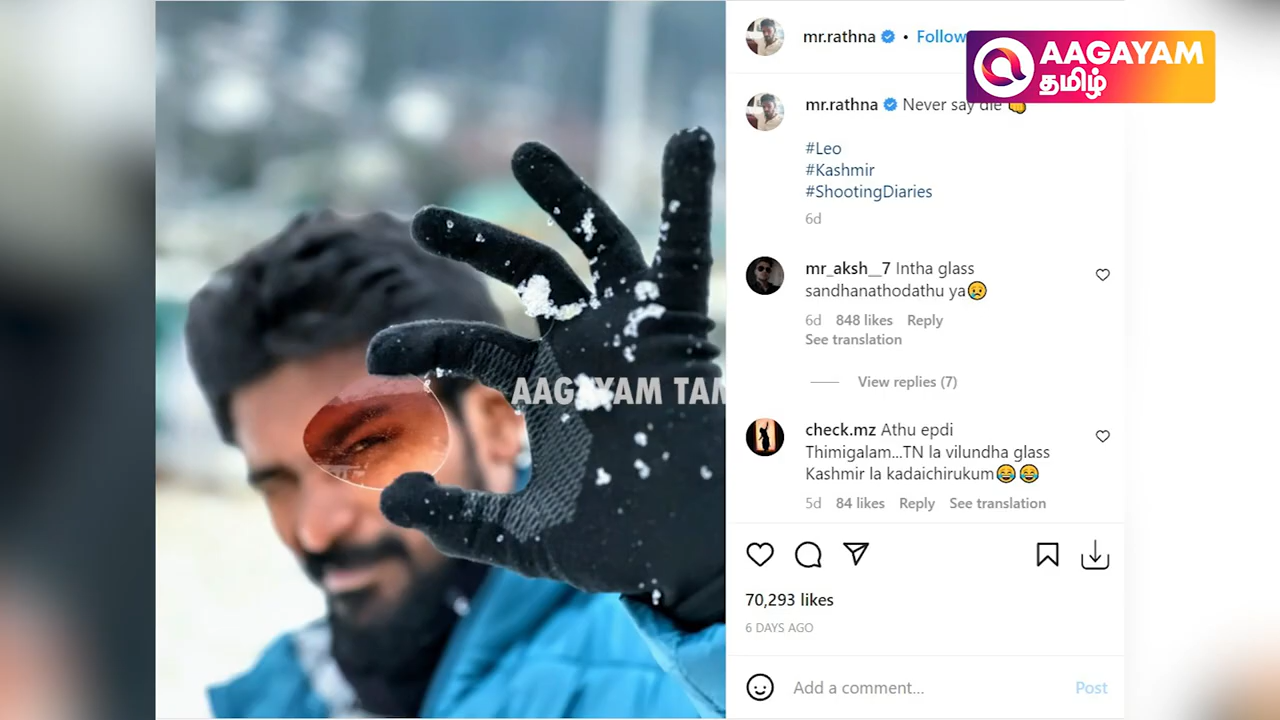 mr.rathna • Follow
AAGAYAM
தமிழ்
mr.rathna Never say die 👊
#Leo
#Kashmir
#ShootingDiaries
6d
mr_aksh__7 Intha glass
sandhanathodathu ya😢
6d 848 likes Reply
See translation
View replies (7)
check.mz Athu epdi
Thimigalam...TN la vilundha glass
Kashmir la kadaichirukum😂😂
5d 84 likes Reply See translation
70,293 likes
6 DAYS AGO
Add a comment... Post
AAGAYAM TAM